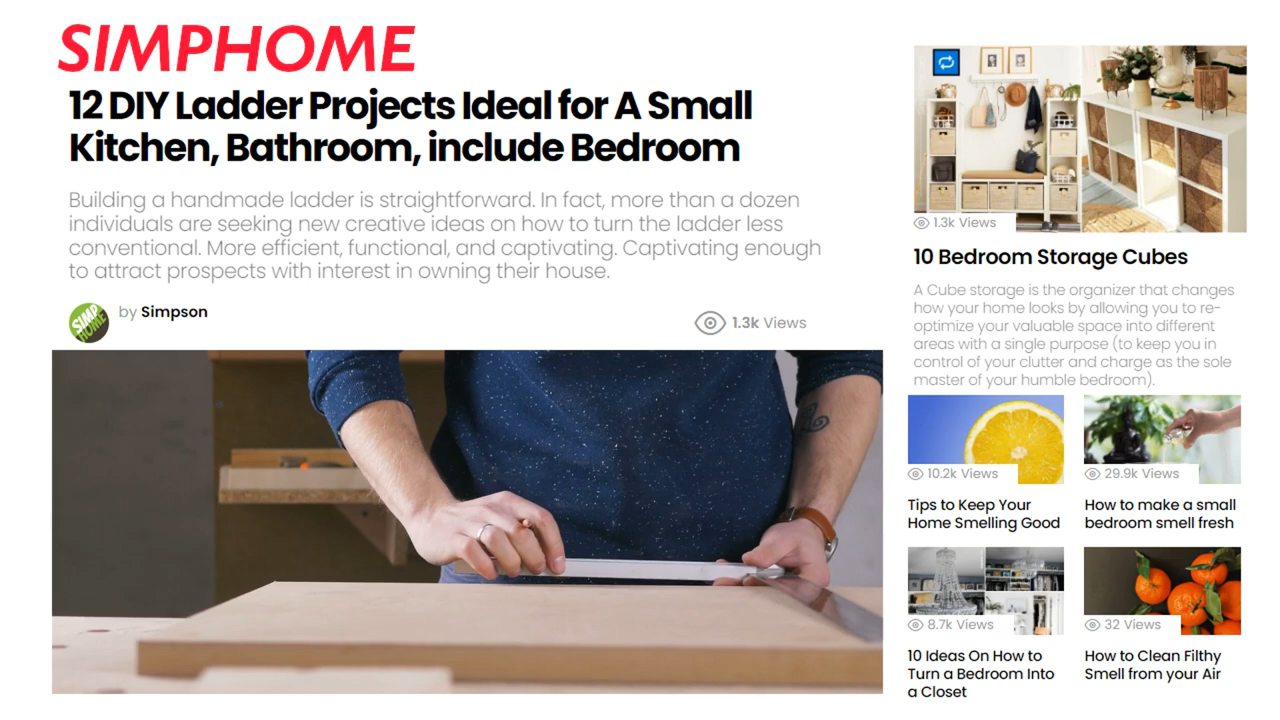 SIMPHOME
12 DIY Ladder Projects Ideal for A Small
Kitchen, Bathroom, include Bedroom
Building a handmade ladder is straightforward. In fact, more than a dozen
individuals are seeking new creative ideas on how to turn the ladder less
conventional. More efficient, functional, and captivating. Captivating enough
to attract prospects with interest in owning their house.
SIMP
HOME
by Simpson
1.3k Views
1.3k Views
10 Bedroom Storage Cubes
A Cube storage is the organizer that changes
how your home looks by allowing you to re-
optimize your valuable space into different
areas with a single purpose (to keep you in
control of your clutter and charge as the sole
master of your humble bedroom).
10.2k Views
Tips to Keep Your
Home Smelling Good
29.9k Views
How to make a small
bedroom smell fresh
8.7k Views
10 Ideas On How to
Turn a Bedroom Into
a Closet
32 Views
How to Clean Filthy
Smell from your Air